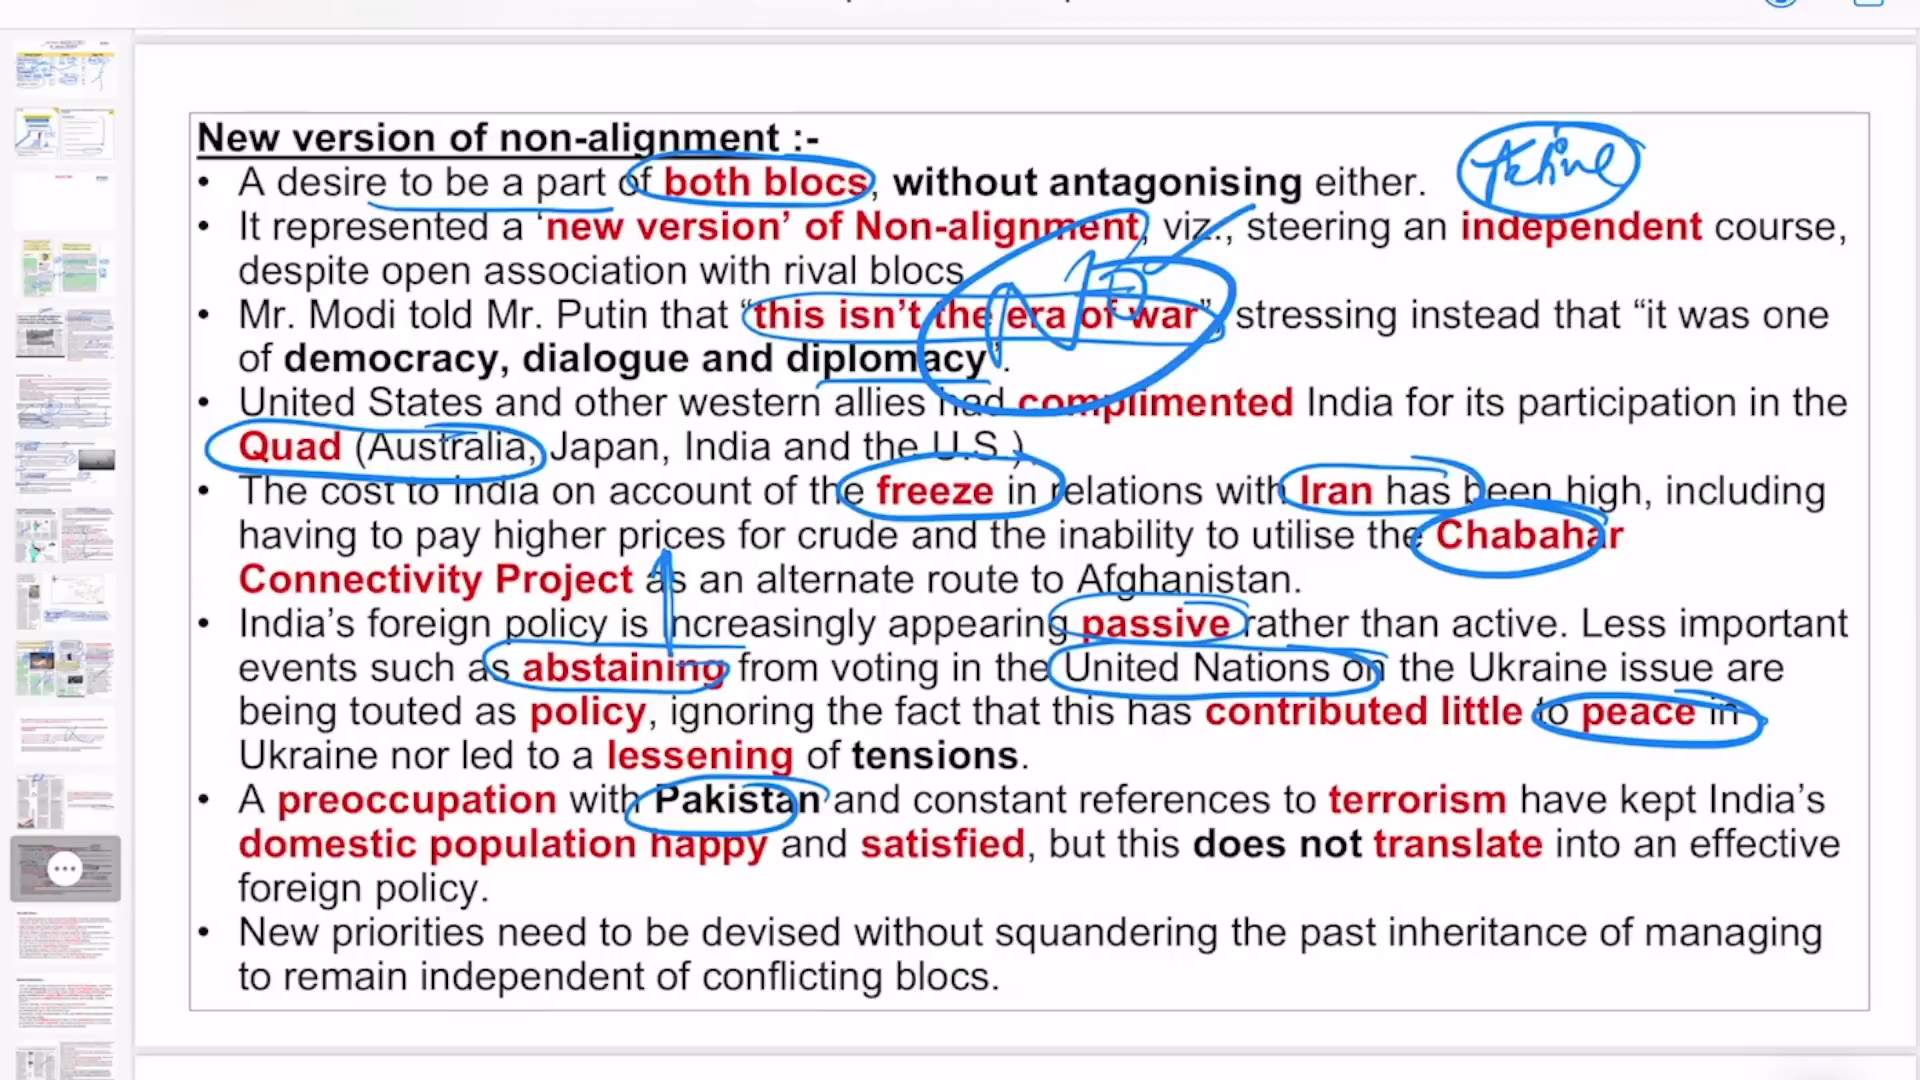 New version of non-alignment :-
• A desire to be a part of both blocs, without antagonising either.
• It represented a ‘new version’ of Non-alignment, viz., steering an independent course,
despite open association with rival blocs.
• Mr. Modi told Mr. Putin that “this isn’t the era of war”, stressing instead that “it was one
of democracy, dialogue and diplomacy”.
• United States and other western allies had complimented India for its participation in the
Quad (Australia, Japan, India and the U.S.).
• The cost to India on account of the freeze in relations with Iran has been high, including
having to pay higher prices for crude and the inability to utilise the Chabahar
Connectivity Project as an alternate route to Afghanistan.
• India’s foreign policy is increasingly appearing passive rather than active. Less important
events such as abstaining from voting in the United Nations on the Ukraine issue are
being touted as policy, ignoring the fact that this has contributed little to peace in
Ukraine nor led to a lessening of tensions.
• A preoccupation with Pakistan and constant references to terrorism have kept India’s
domestic population happy and satisfied, but this does not translate into an effective
foreign policy.
• New priorities need to be devised without squandering the past inheritance of managing
to remain independent of conflicting blocs.